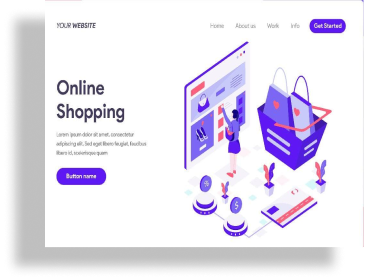 YOUR WEBSITE
Home About us Work Info Get Started
Online
Shopping
Lorem ipsum dolor sit amet, consectetur
adipiscing elit. Sed eget libero feugiat, faucibus
libero id, scelerisque quam
Button name